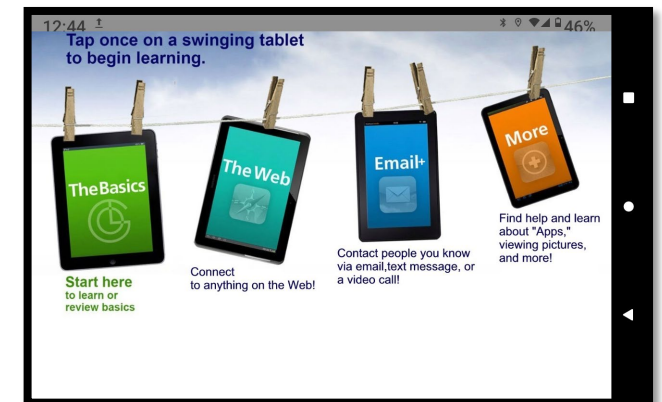 12:44
46%
Tap once on a swinging tablet
to begin learning.
The Basics
The Web
Email+
More
Start here
to learn or
review basics
Connect
to anything on the Web!
Contact people you know
via email,text message, or
a video call!
Find help and learn
about "Apps,"
viewing pictures,
and more!